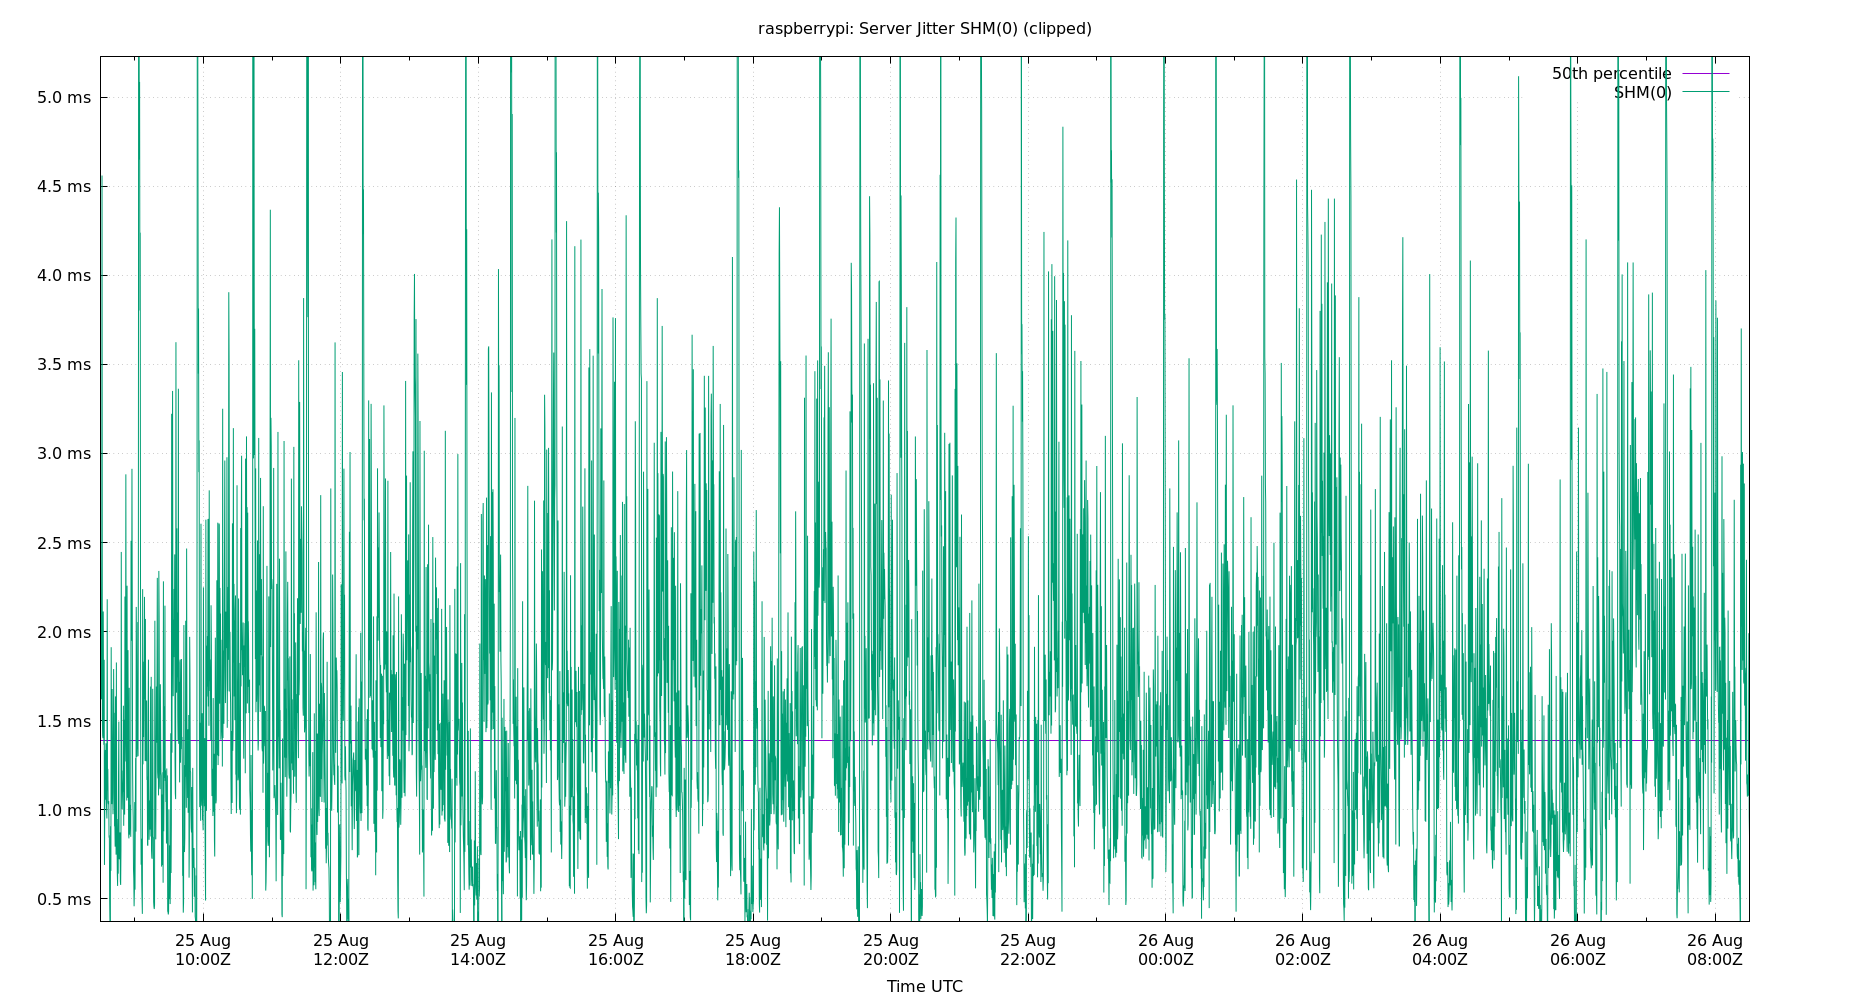 raspberrypi: Server Jitter SHM(0) (clipped)
50th percentile
SHM(0)
5.0 ms
4.5 ms
4.0 ms
3.5 ms
3.0 ms
2.5 ms
2.0 ms
1.5 ms
1.0 ms
0.5 ms
25 Aug 25 Aug 25 Aug 25 Aug 25 Aug 25 Aug 25 Aug 26 Aug 26 Aug 26 Aug 26 Aug 26 Aug
10:00Z 12:00Z 14:00Z 16:00Z 18:00Z 20:00Z 22:00Z 00:00Z 02:00Z 04:00Z 06:00Z 08:00Z
Time UTC